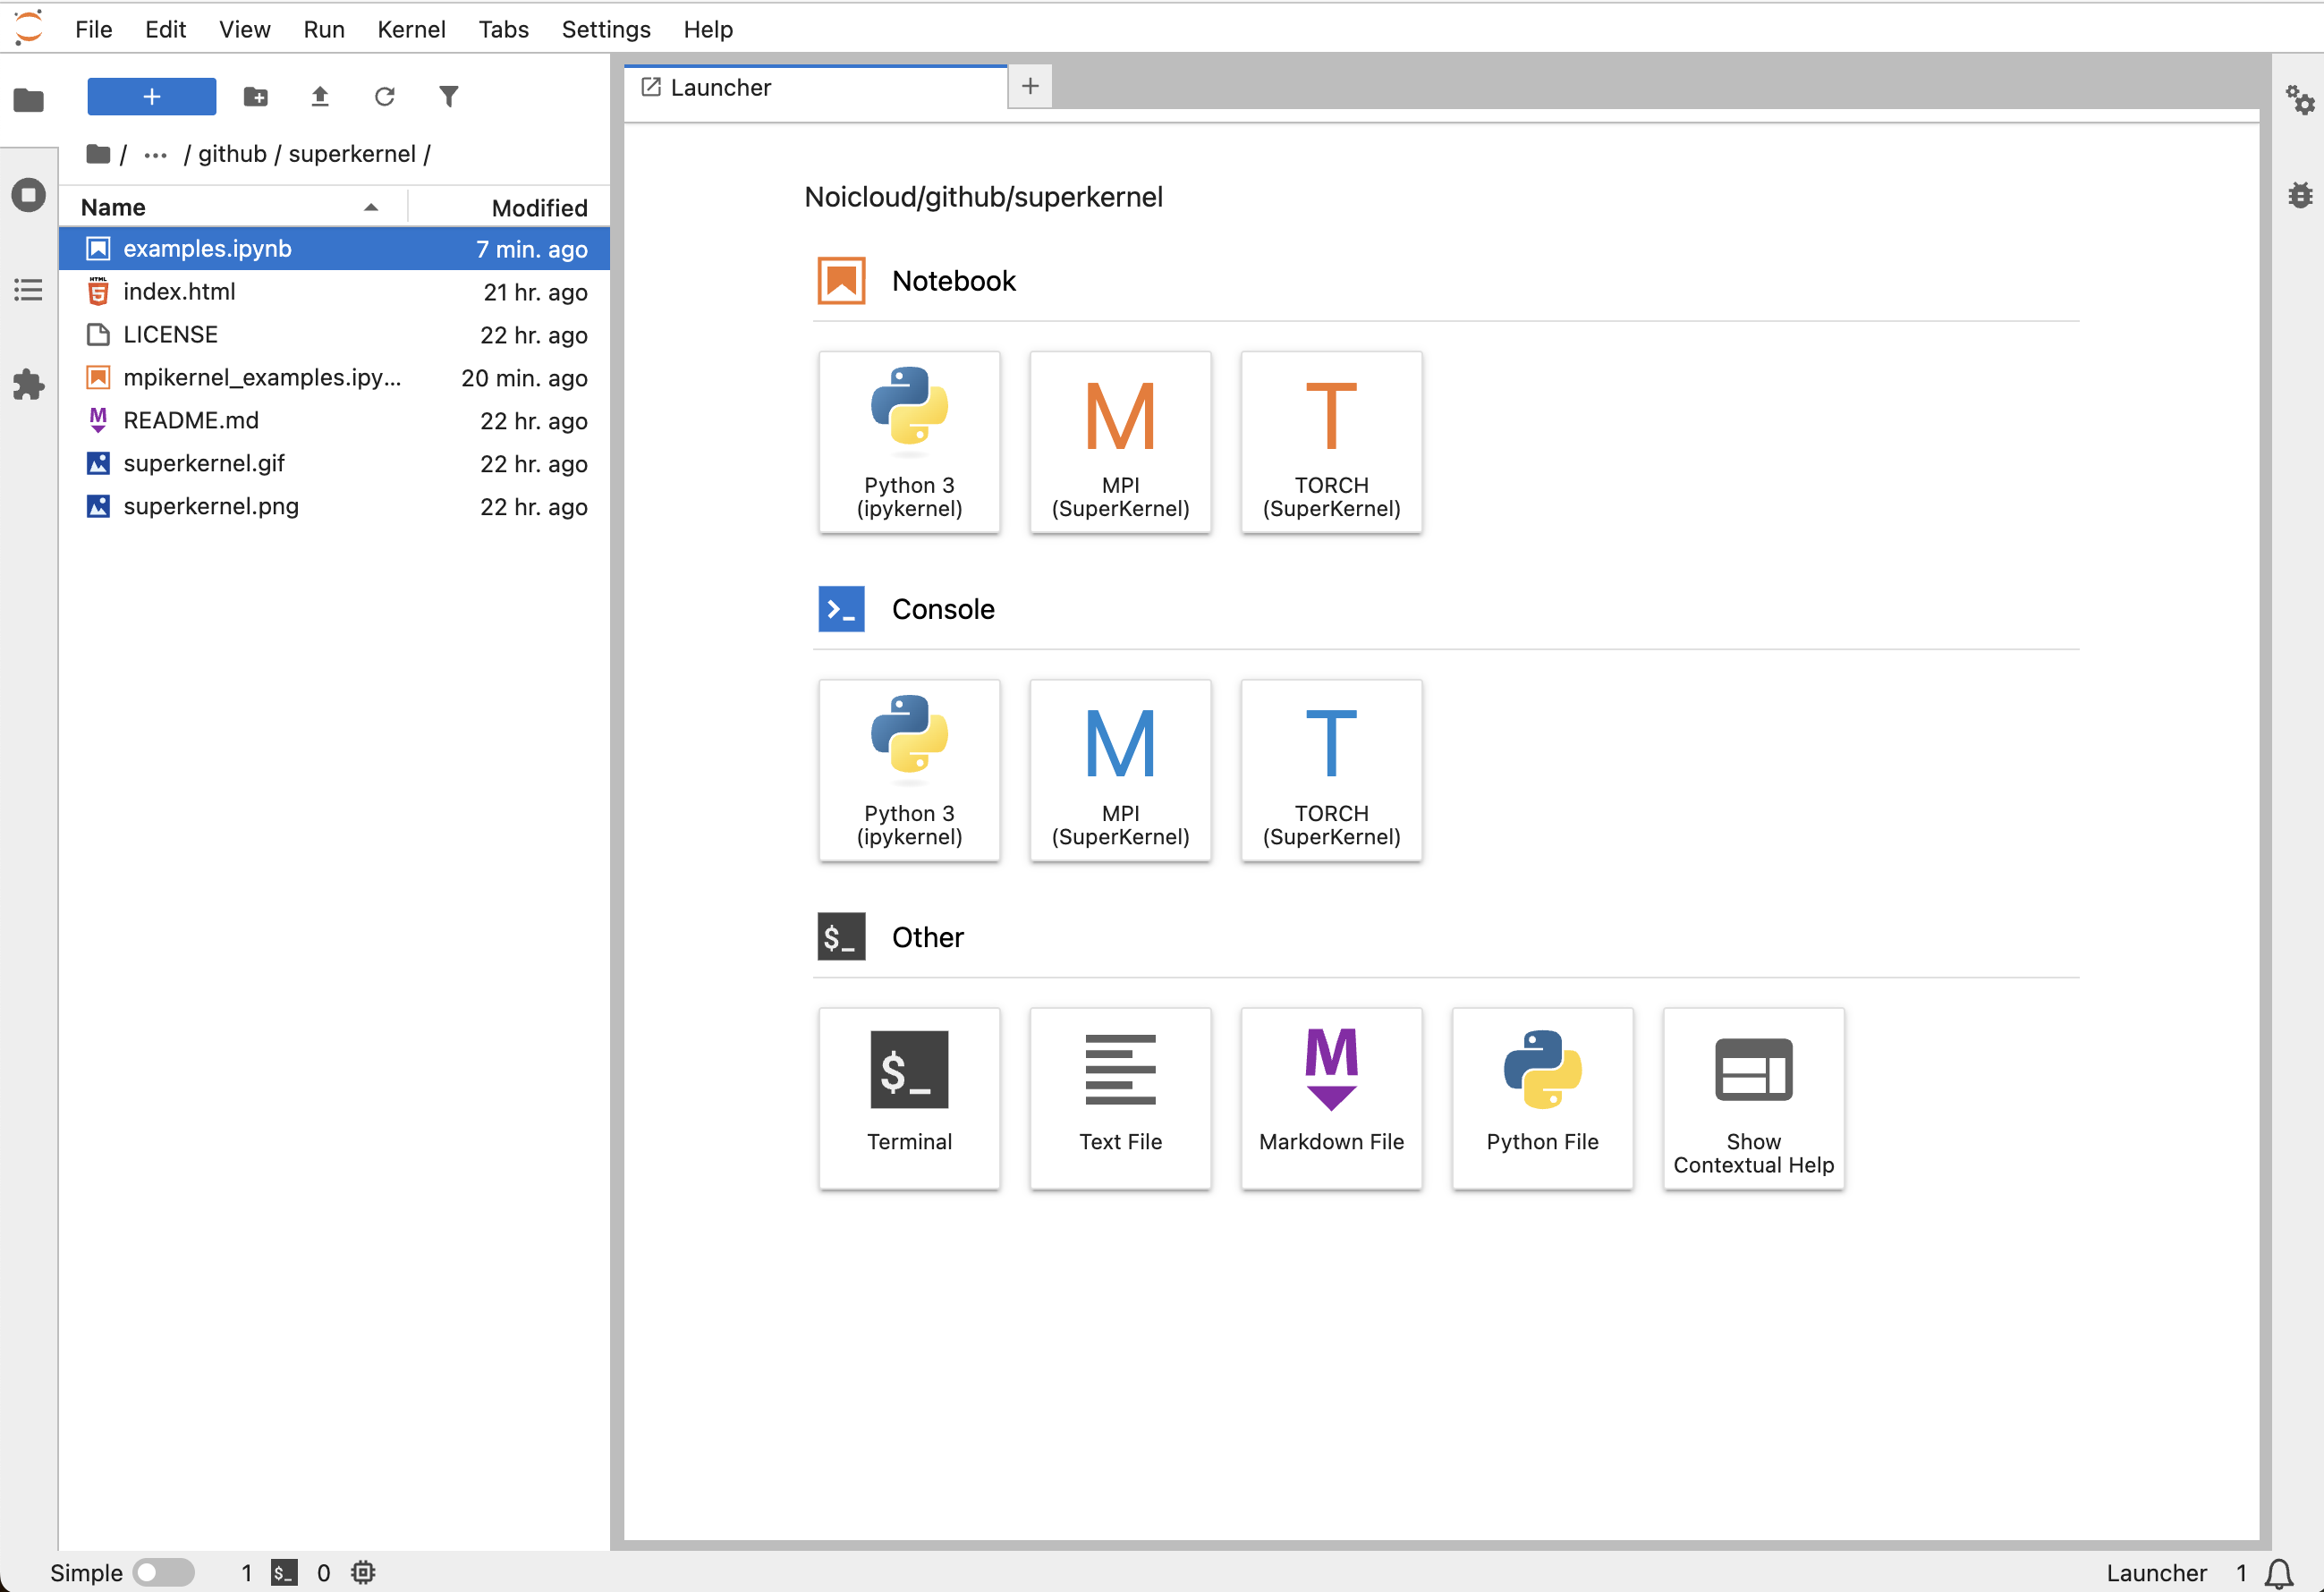 File Edit View Run Kernel Tabs Settings Help
+
/ ... / github / superkernel /
Name Modified
examples.ipynb 7 min. ago
HTML 5 index.html 21 hr. ago
LICENSE 22 hr. ago
mpikernel_examples.ipy... 20 min. ago
M README.md 22 hr. ago
superkernel.gif 22 hr. ago
superkernel.png 22 hr. ago
Launcher +
Noicloud/github/superkernel
Notebook
M T
Python 3 MPI TORCH
(ipykernel) (SuperKernel) (SuperKernel)
>_ Console
M T
Python 3 MPI TORCH
(ipykernel) (SuperKernel) (SuperKernel)
$_ Other
$_ M
Terminal Text File Markdown File Python File Show
Contextual Help
Simple 1 $_ 0 Launcher 1